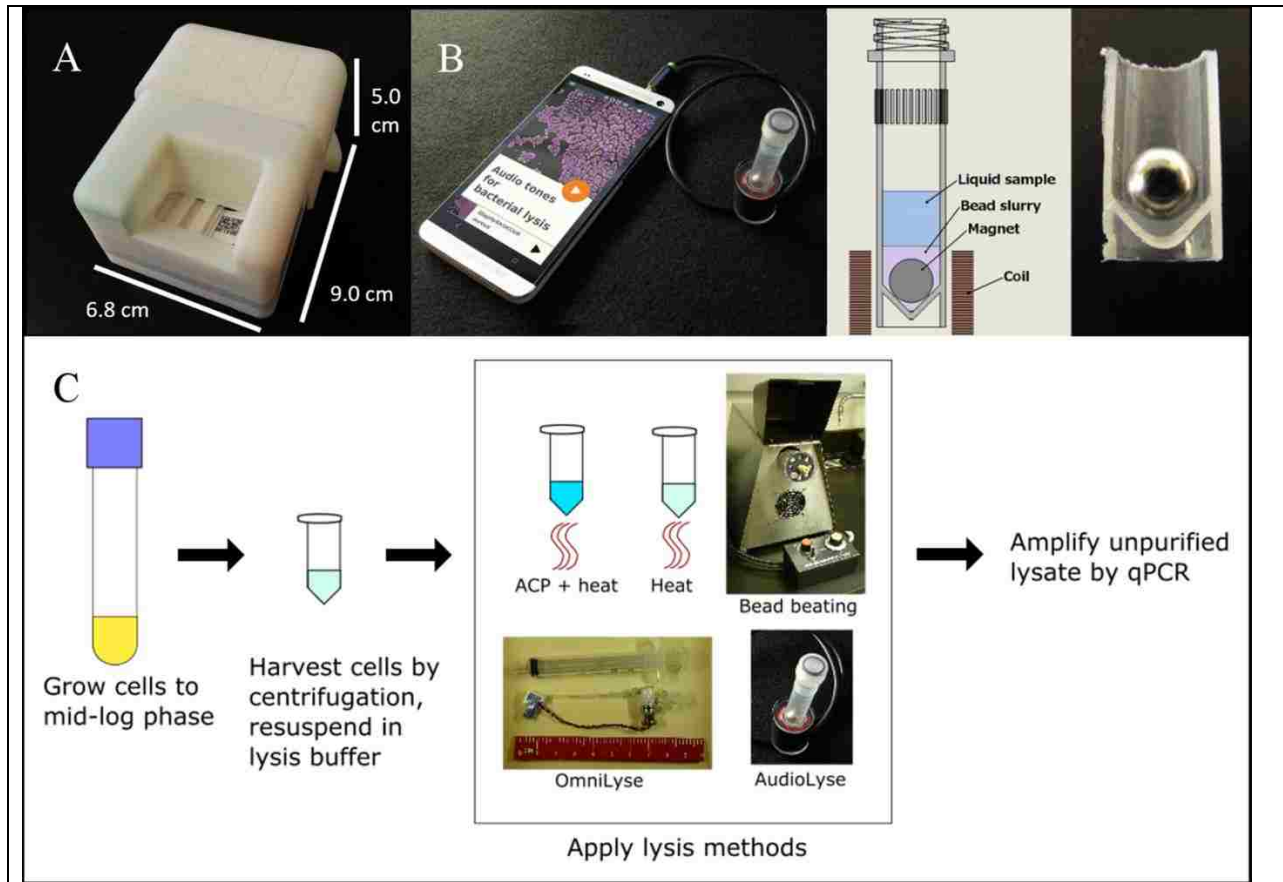 A
5.0
cm
6.8 cm
9.0 cm
B
Audio tones
for
bacterial lysis
Liquid sample
Bead slurry
Magnet
Coil
C
Grow cells to
mid-log phase
Harvest cells by
centrifugation,
resuspend in
lysis buffer
ACP + heat
Heat
Bead beating
OmniLyse
AudioLyse
Apply lysis methods
Amplify unpurified
lysate by qPCR